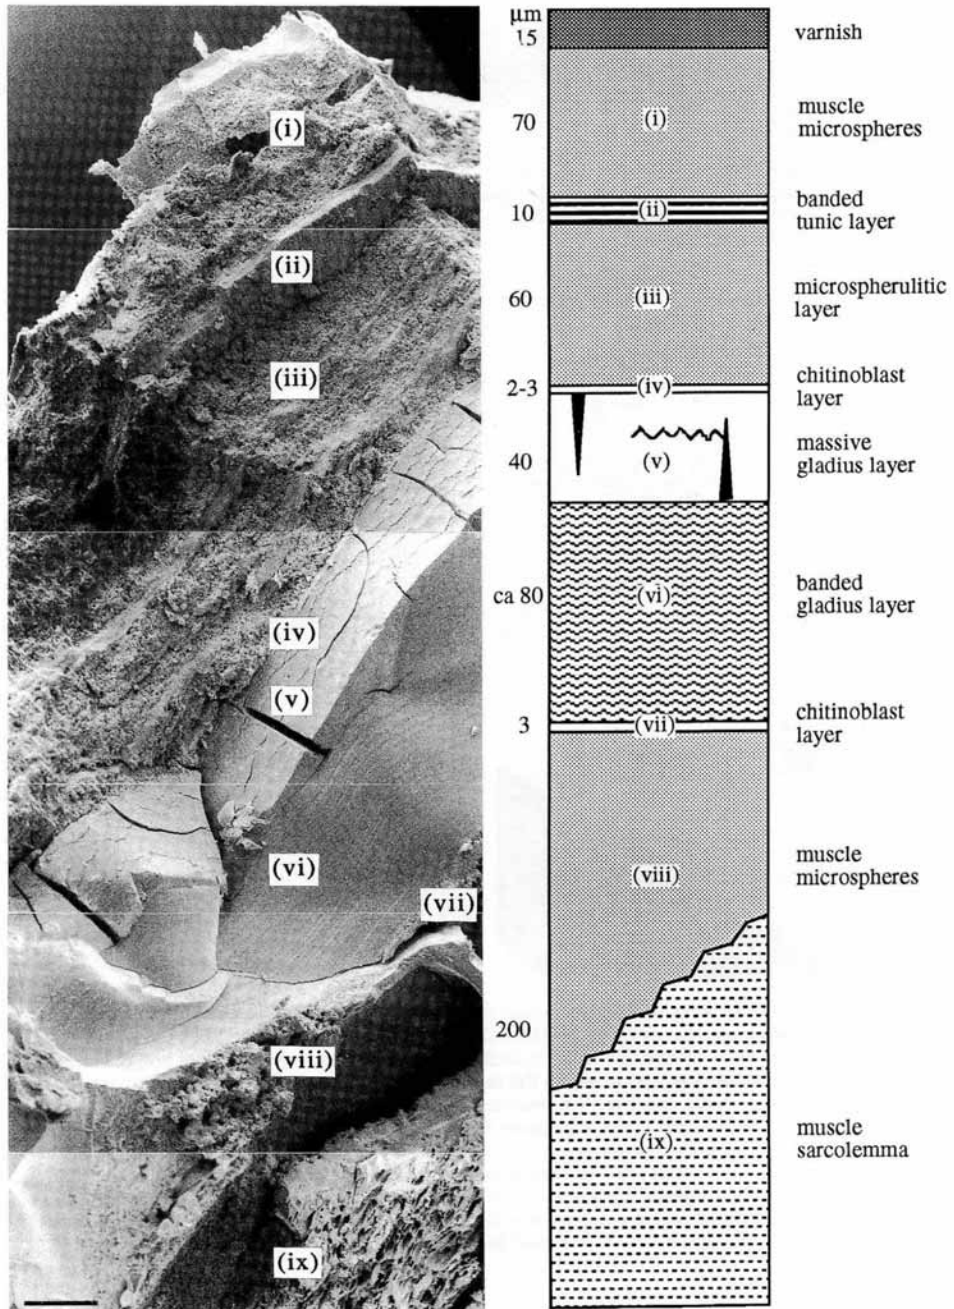 (i)
(ii)
(iii)
(iv)
(v)
(vi)
(vii)
(viii)
(ix)
μm
15
varnish
70
(i)
muscle
microspheres
10
(ii)
banded
tunic layer
60
(iii)
microspherulitic
layer
2-3
(iv)
chitinoblast
layer
40
(v)
massive
gladius layer
ca 80
(vi)
banded
gladius layer
3
(vii)
chitinoblast
layer
(viii)
muscle
microspheres
200
(ix)
muscle
sarcolemma